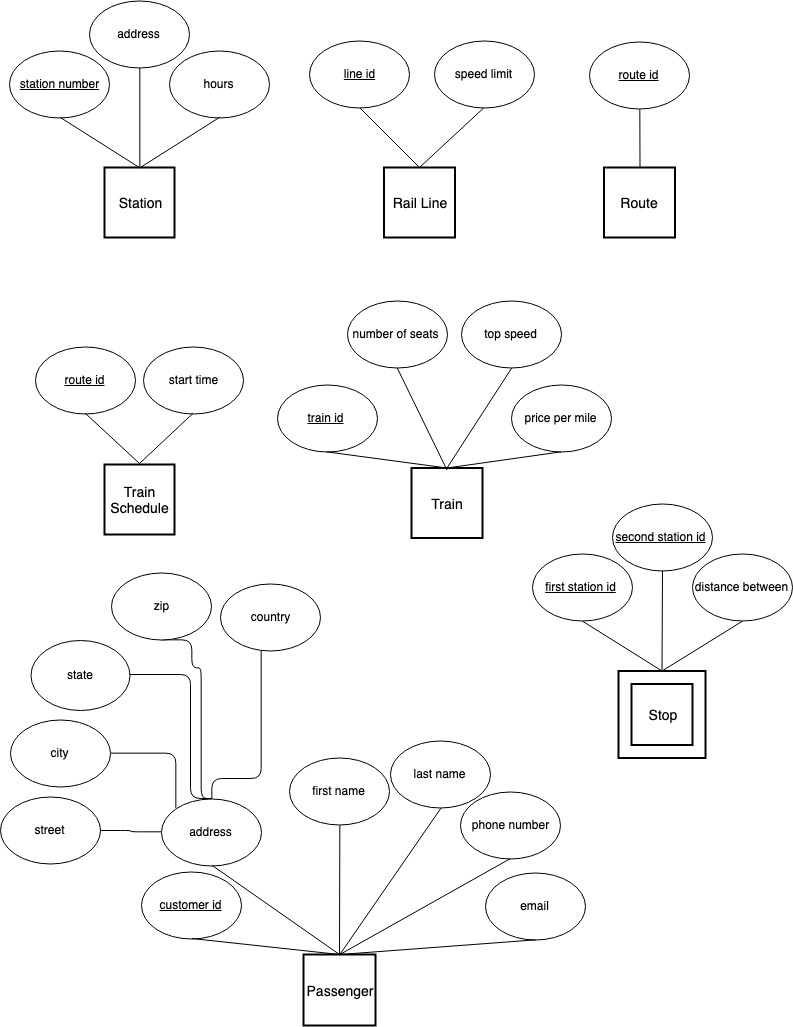 address
station number
hours
Station
line id
speed limit
Rail Line
route id
Route
route id
start time
Train
Schedule
number of seats
top speed
train id
price per mile
Train
second station id
first station id
distance between
Stop
zip
country
state
city
street
address
first name
last name
phone number
customer id
email
Passenger